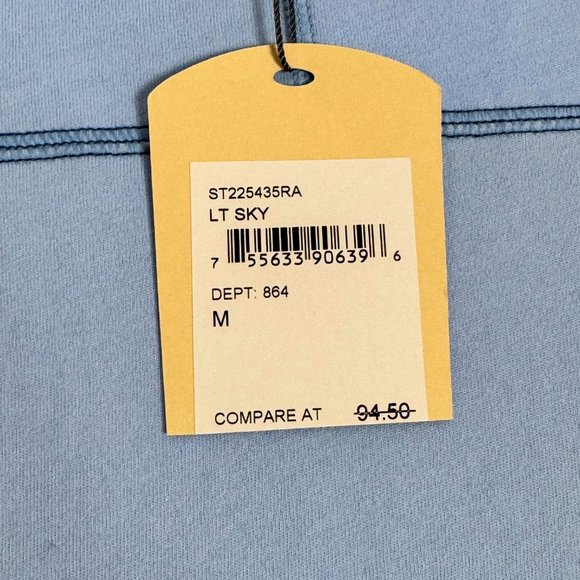 ST225435RA
LT SKY
7 55633 90639 6
DEPT: 864
M
COMPARE AT 94.50